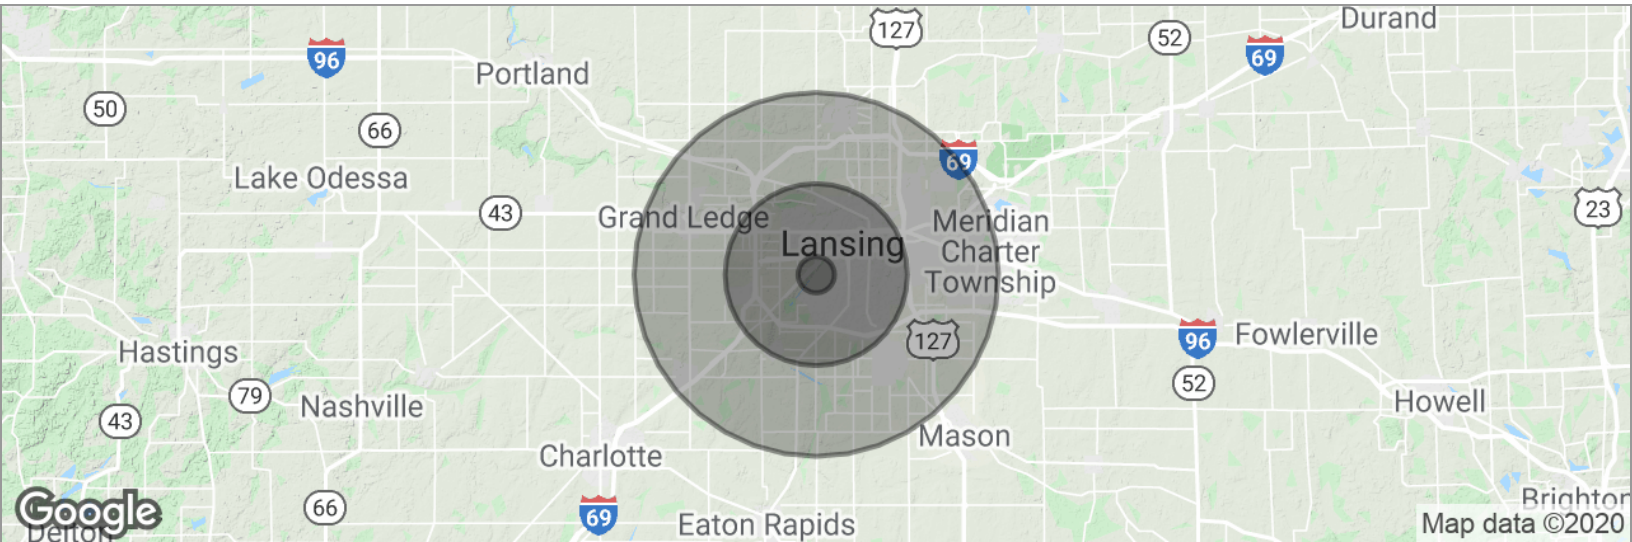 127
Durand
52
69
96
Portland
50
66
69
Lake Odessa
43
Grand Ledge
Meridian
Charter
Township
23
Lansing
127
96
Fowlerville
Hastings
52
79
Nashville
43
Howell
Mason
Charlotte
66
69
Eaton Rapids
Brighton
Google
Delton
Map data ©2020